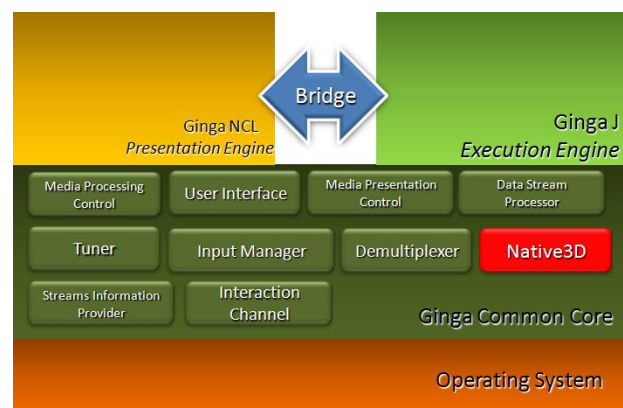 Bridge
Ginga NCL
Presentation Engine
Ginga J
Execution Engine
Media Processing
Control
User Interface
Media Presentation
Control
Data Stream
Processor
Tuner
Input Manager
Demultiplexer
Native3D
Streams Information
Provider
Interaction
Channel
Ginga Common Core
Operating System